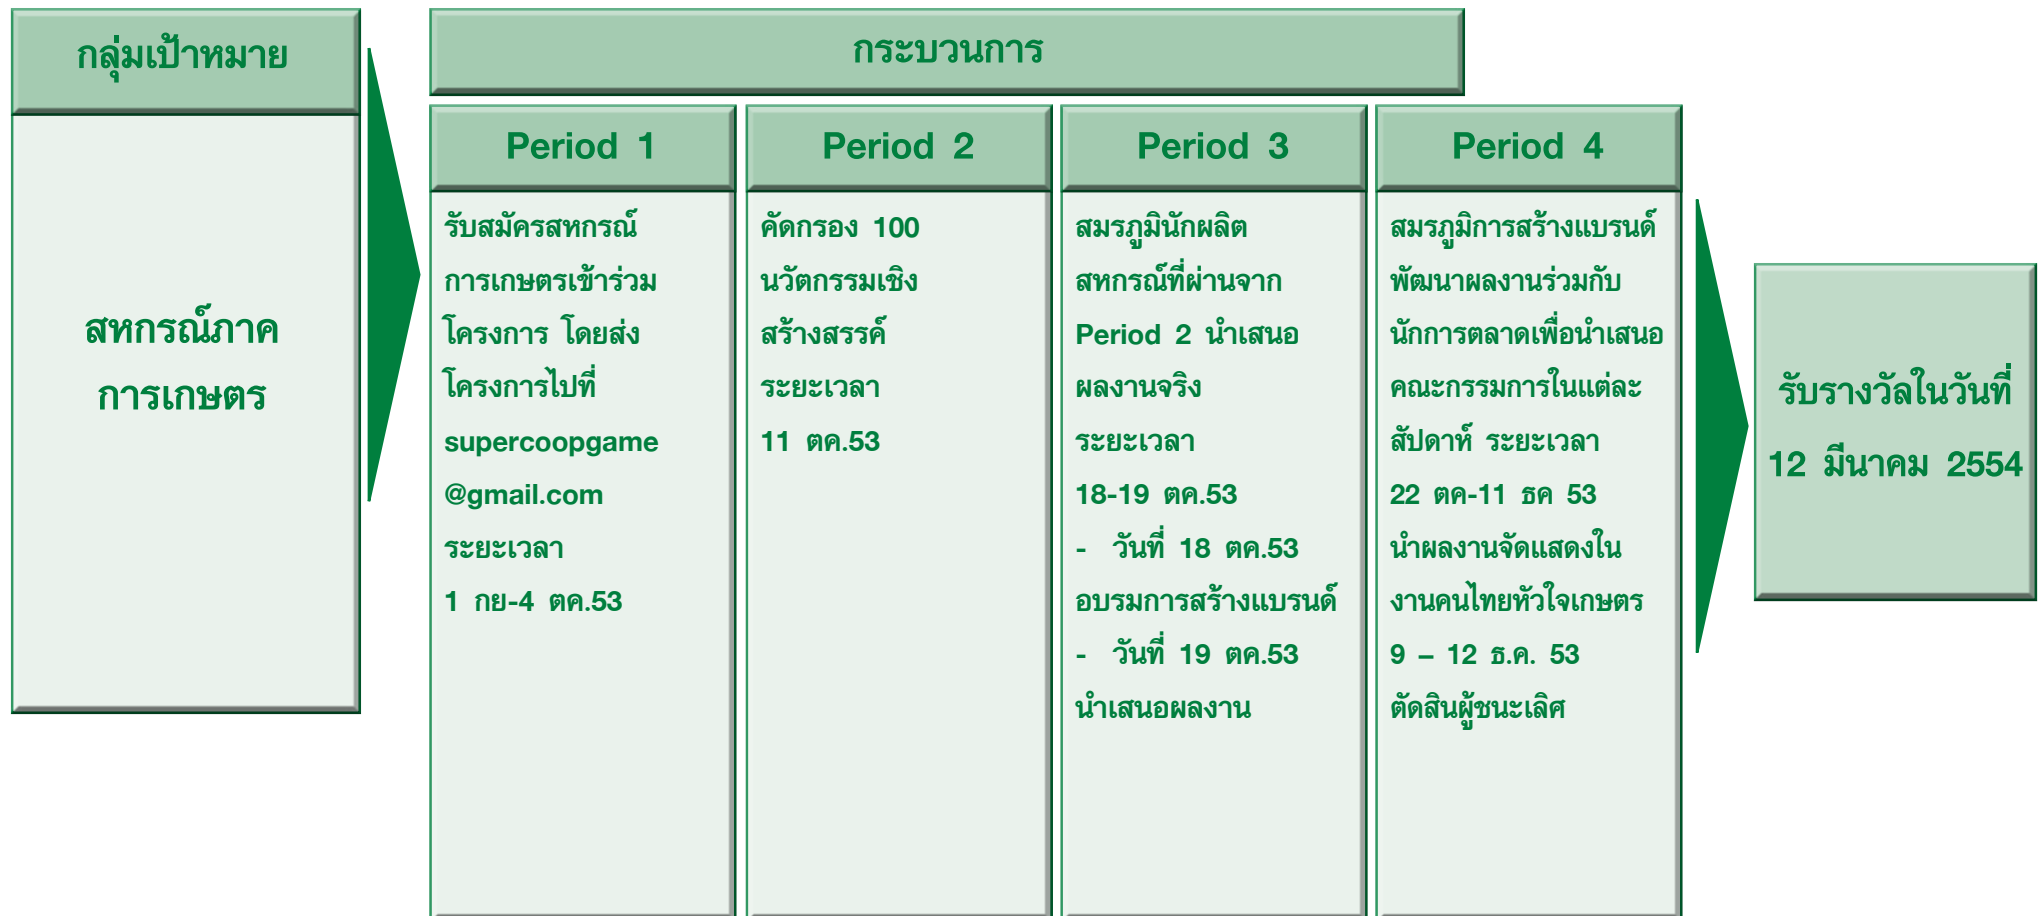 กลุ่มเป้าหมาย
สหกรณ์ภาค
การเกษตร
กระบวนการ
Period 1
รับสมัครสหกรณ์
การเกษตรเข้าร่วม
โครงการ โดยส่ง
โครงการไปที่
supercoopgame
@gmail.com
ระยะเวลา
1 กย-4 ตค.53
Period 2
คัดกรอง 100
นวัตกรรมเชิง
สร้างสรรค์
ระยะเวลา
11 ตค.53
Period 3
สมรภูมินักผลิต
สหกรณ์ที่ผ่านจาก
Period 2 นำเสนอ
ผลงานจริง
ระยะเวลา
18-19 ตค.53
- วันที่ 18 ตค.53
อบรมการสร้างแบรนด์
- วันที่ 19 ตค.53
นำเสนอผลงาน
Period 4
สมรภูมิการสร้างแบรนด์
พัฒนาผลงานร่วมกับ
นักการตลาดเพื่อนำเสนอ
คณะกรรมการในแต่ละ
สัปดาห์ ระยะเวลา
22 ตค-11 ธค 53
นำผลงานจัดแสดงใน
งานคนไทยหัวใจเกษตร
9 – 12 ธ.ค. 53
ตัดสินผู้ชนะเลิศ
รับรางวัลในวันที่
12 มีนาคม 2554